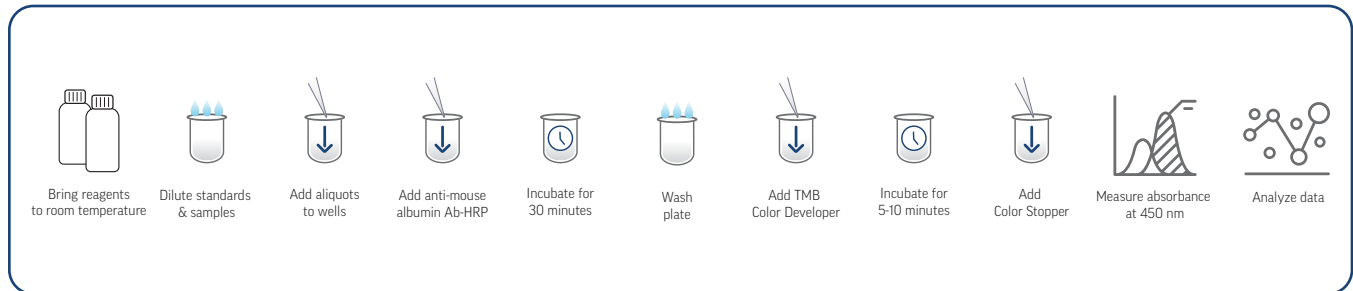 Bring reagents
to room temperature
Dilute standards
& samples
Add aliquots
to wells
Add anti-mouse
albumin Ab-HRP
Incubate for
30 minutes
Wash
plate
Add TMB
Color Developer
Incubate for
5-10 minutes
Add
Color Stopper
Measure absorbance
at 450 nm
Analyze data